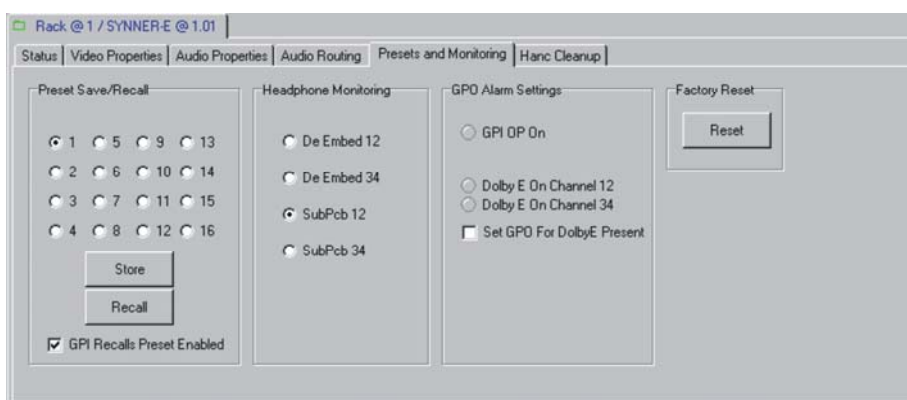 Rack @ 1 / SYNNER-E @ 1.01
Status Video Properties Audio Properties Audio Routing Presets and Monitoring Hanc Cleanup
Preset Save/Recall
1 5 9 13
2 6 10 14
3 7 11 15
4 8 12 16
Store
Recall
GPI Recalls Preset Enabled
Headphone Monitoring
De Embed 12
De Embed 34
SubPcb 12
SubPcb 34
GPO Alarm Settings
GPI OP On
Dolby E On Channel 12
Dolby E On Channel 34
Set GPO For DolbyE Present
Factory Reset
Reset